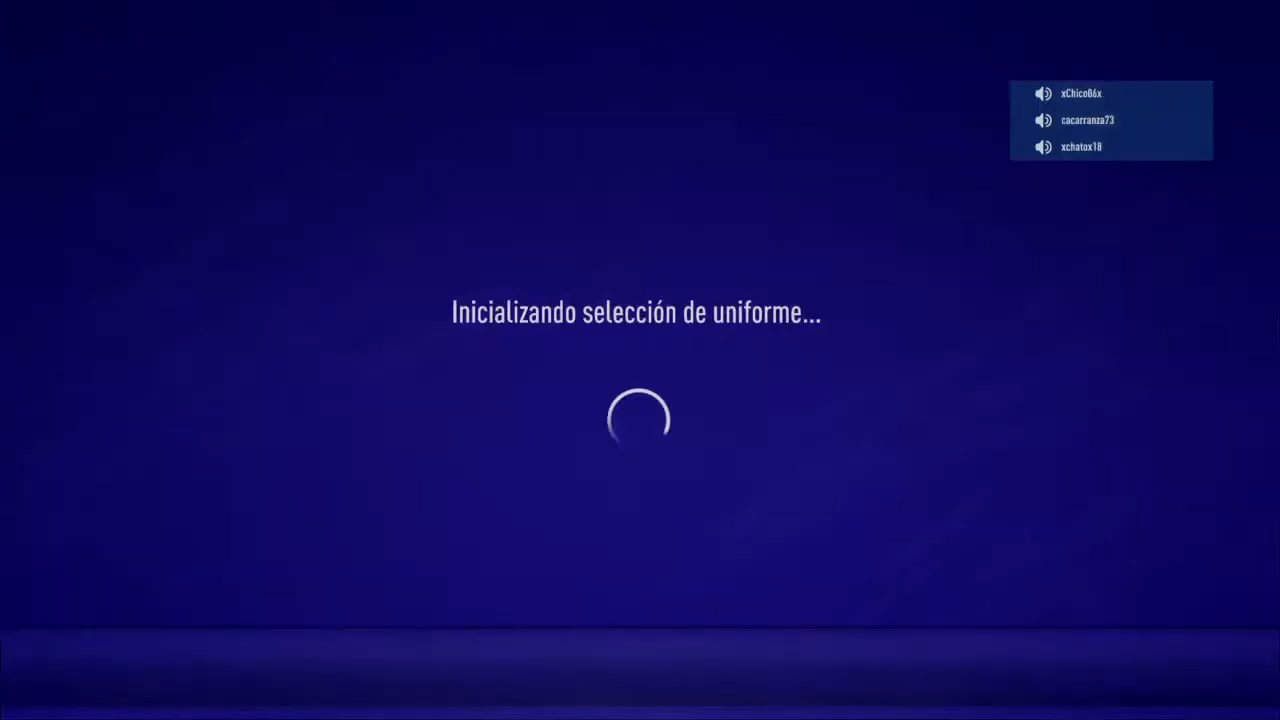 xChico06x
cacarranza73
xchatox18
Inicializando selección de uniforme...